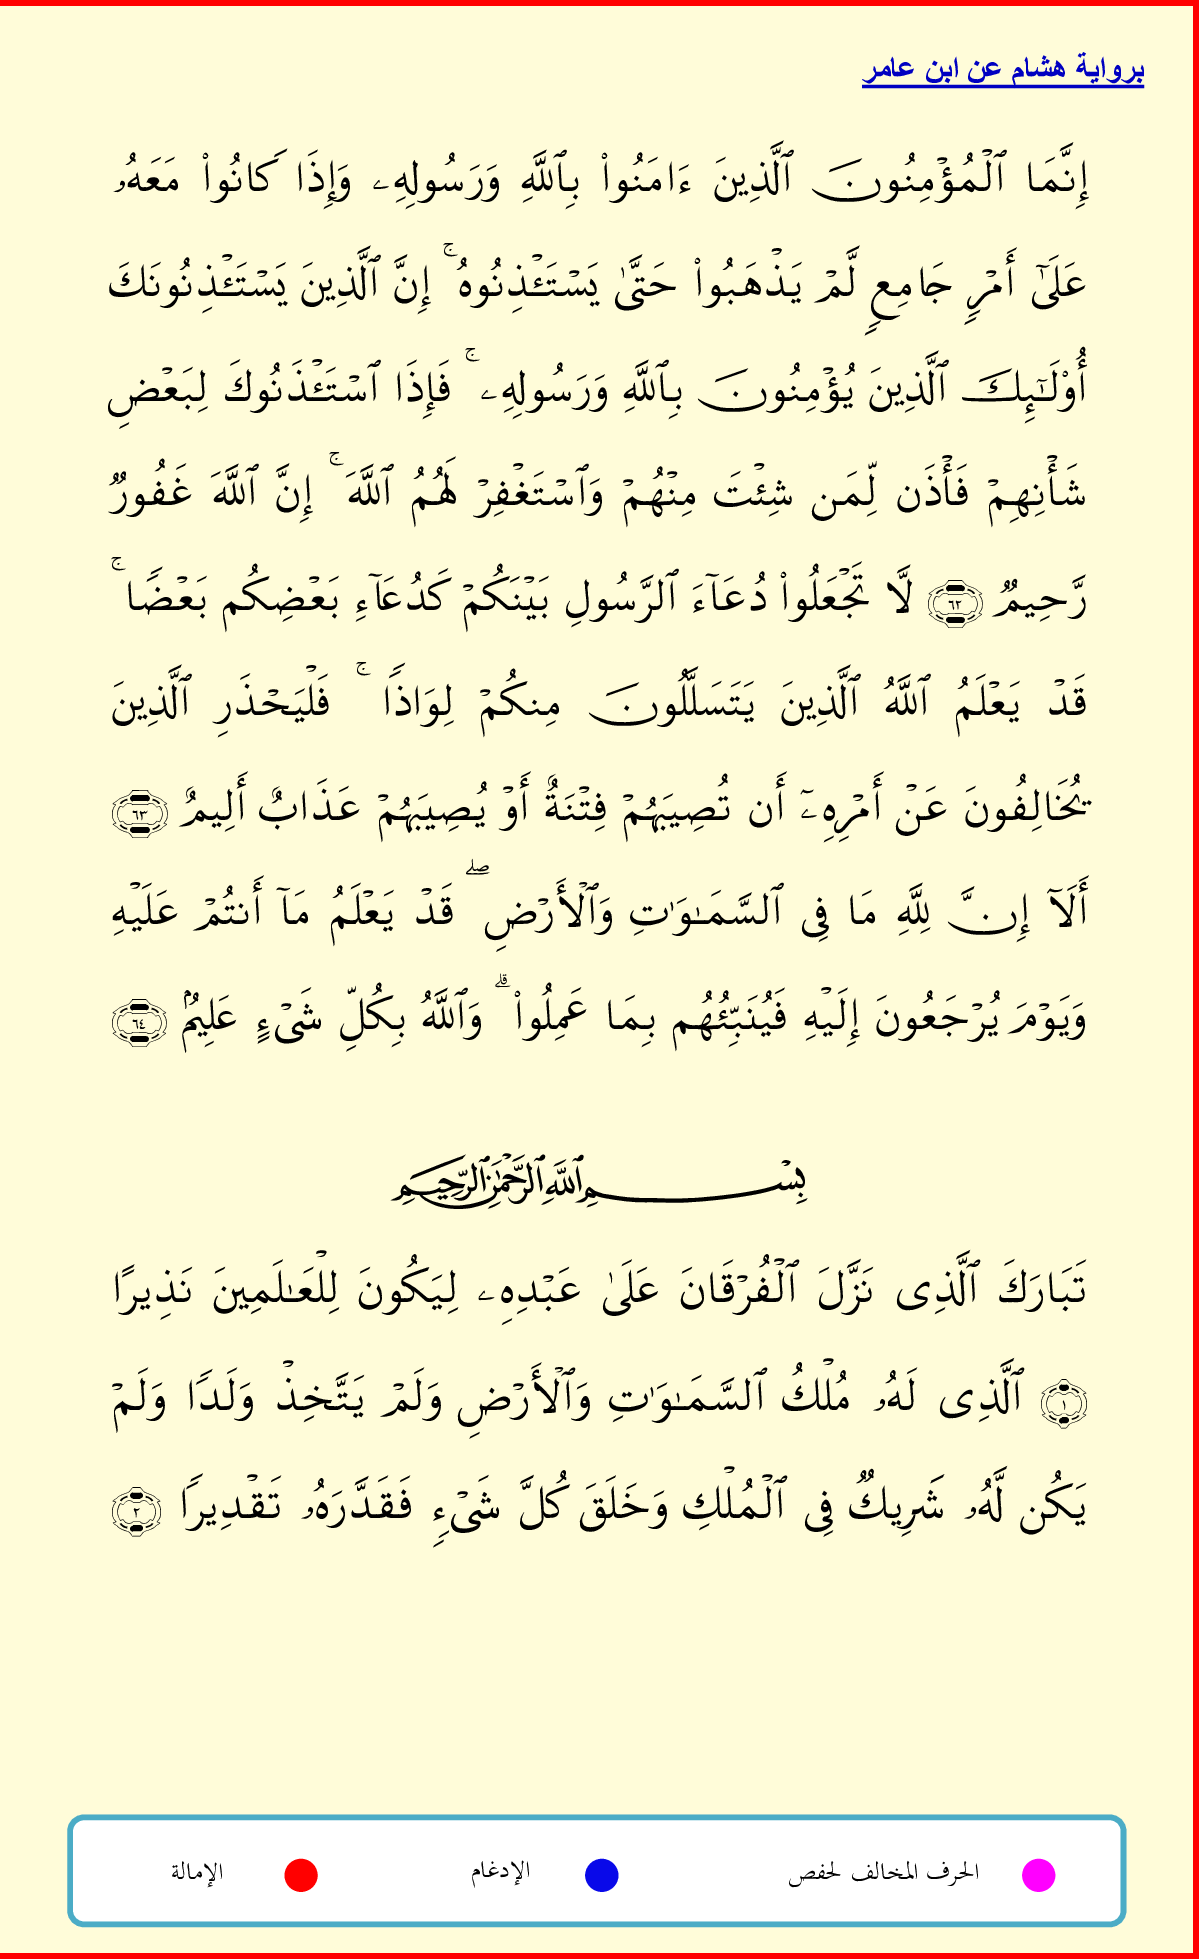 برواية هشام عن ابن عامر
إِنَّمَا ٱلْمُؤْمِنُونَ ٱلَّذِينَ ءَامَنُوا۟ بِٱللَّهِ وَرَسُولِهِۦ وَإِذَا كَانُوا۟ مَعَهُۥ
عَلَىٰٓ أَمْرٍ جَامِعٍ لَّمْ يَذْهَبُوا۟ حَتَّىٰ يَسْتَـْٔذِنُوهُ ۚ إِنَّ ٱلَّذِينَ يَسْتَـْٔذِنُونَكَ
أُو۟لَـٰٓئِكَ ٱلَّذِينَ يُؤْمِنُونَ بِٱللَّهِ وَرَسُولِهِۦ ۚ فَإِذَا ٱسْتَـْٔذَنُوكَ لِبَعْضِ
شَأْنِهِمْ فَأْذَن لِّمَن شِئْتَ مِنْهُمْ وَٱسْتَغْفِرْ لَهُمُ ٱللَّهَ ۚ إِنَّ ٱللَّهَ غَفُورٌ
رَّحِيمٌ ٦٢ لَّا تَجْعَلُوا۟ دُعَآءَ ٱلرَّسُولِ بَيْنَكُمْ كَدُعَآءِ بَعْضِكُم بَعْضًا ۚ
قَدْ يَعْلَمُ ٱللَّهُ ٱلَّذِينَ يَتَسَلَّلُونَ مِنكُمْ لِوَاذًا ۚ فَلْيَحْذَرِ ٱلَّذِينَ
يُخَالِفُونَ عَنْ أَمْرِهِۦٓ أَن تُصِيبَهُمْ فِتْنَةٌ أَوْ يُصِيبَهُمْ عَذَابٌ أَلِيمٌ ٦٣
أَلَآ إِنَّ لِلَّهِ مَا فِى ٱلسَّمَـٰوَٰتِ وَٱلْأَرْضِ ۖ قَدْ يَعْلَمُ مَآ أَنتُمْ عَلَيْهِ
وَيَوْمَ يُرْجَعُونَ إِلَيْهِ فَيُنَبِّئُهُم بِمَا عَمِلُوا۟ ۗ وَٱللَّهُ بِكُلِّ شَىْءٍ عَلِيمٌۢ ٦٤
بِسْمِ ٱللَّهِ ٱلرَّحْمَـٰنِ ٱلرَّحِيمِ
تَبَارَكَ ٱلَّذِى نَزَّلَ ٱلْفُرْقَانَ عَلَىٰ عَبْدِهِۦ لِيَكُونَ لِلْعَـٰلَمِينَ نَذِيرًا
١ ٱلَّذِى لَهُۥ مُلْكُ ٱلسَّمَـٰوَٰتِ وَٱلْأَرْضِ وَلَمْ يَتَّخِذْ وَلَدًا وَلَمْ
يَكُن لَّهُۥ شَرِيكٌ فِى ٱلْمُلْكِ وَخَلَقَ كُلَّ شَىْءٍ فَقَدَّرَهُۥ تَقْدِيرًا ٢
الحرف المخالف لحفص الإدغام الإمالة